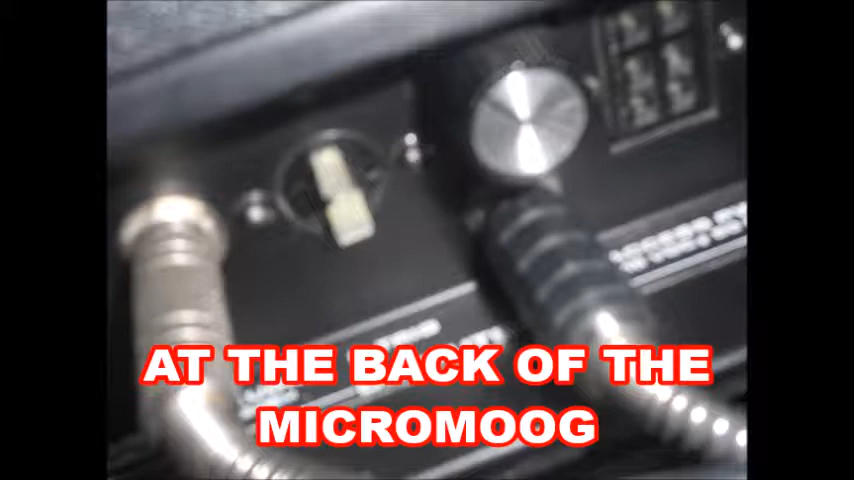 AT THE BACK OF THE
MICROMOOG